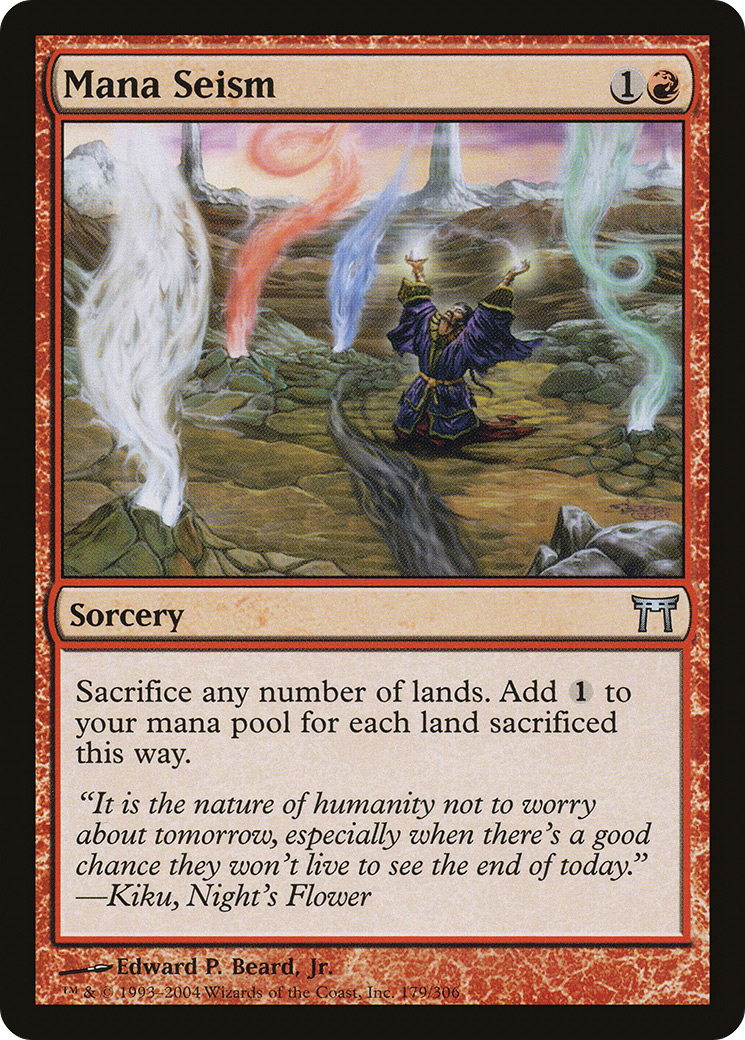 Mana Seism 1
Sorcery
Sacrifice any number of lands. Add 1 to
your mana pool for each land sacrificed
this way.
“It is the nature of humanity not to worry
about tomorrow, especially when there’s a good
chance they won’t live to see the end of today.”
—Kiku, Night’s Flower
Edward P. Beard, Jr.
™ & © 1993–2004 Wizards of the Coast, Inc. 179/306